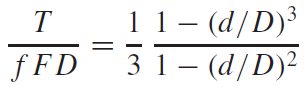 T / fFD = 1/3 (1 − (d/D)³) / (1 − (d/D)²)